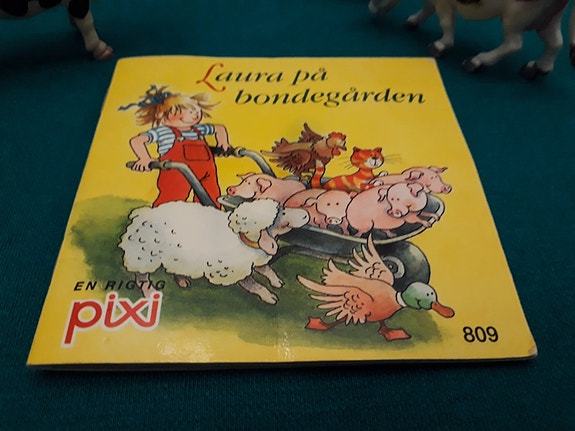 Laura på
bondegården
EN RIGTIG
pixi
809